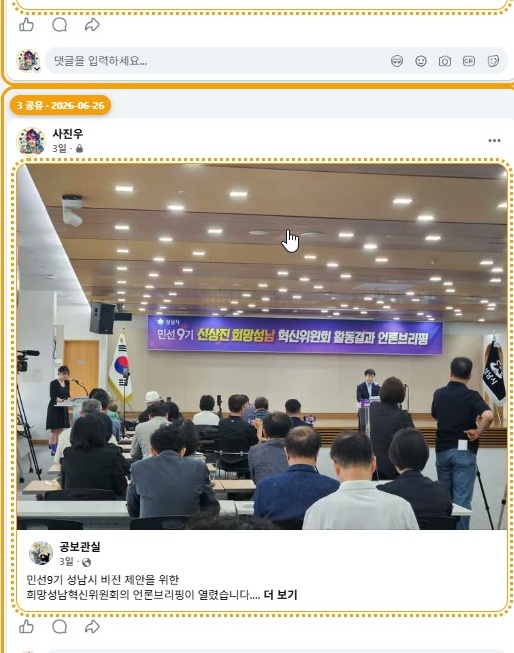 댓글을 입력하세요...
GIF
3 공유 · 2026-06-26
사진우
3일 ·
성남시
민선9기 신상진 희망성남 혁신위원회 활동결과 언론브리핑
공보관실
3일 ·
민선9기 성남시 비전 제안을 위한
희망성남혁신위원회의 언론브리핑이 열렸습니다.... 더 보기